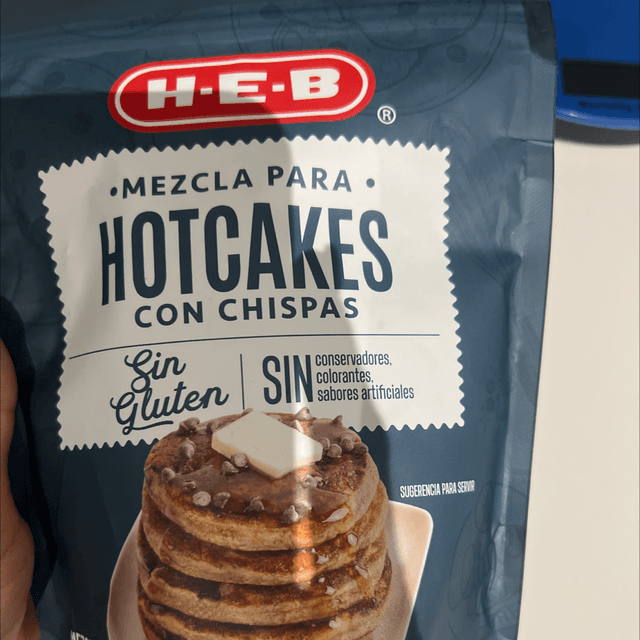 H-E-B
®
•MEZCLA PARA•
HOTCAKES
CON CHISPAS
Sin
Gluten
SIN
conservadores,
colorantes,
sabores artificiales
SUGERENCIA PARA SERVIR